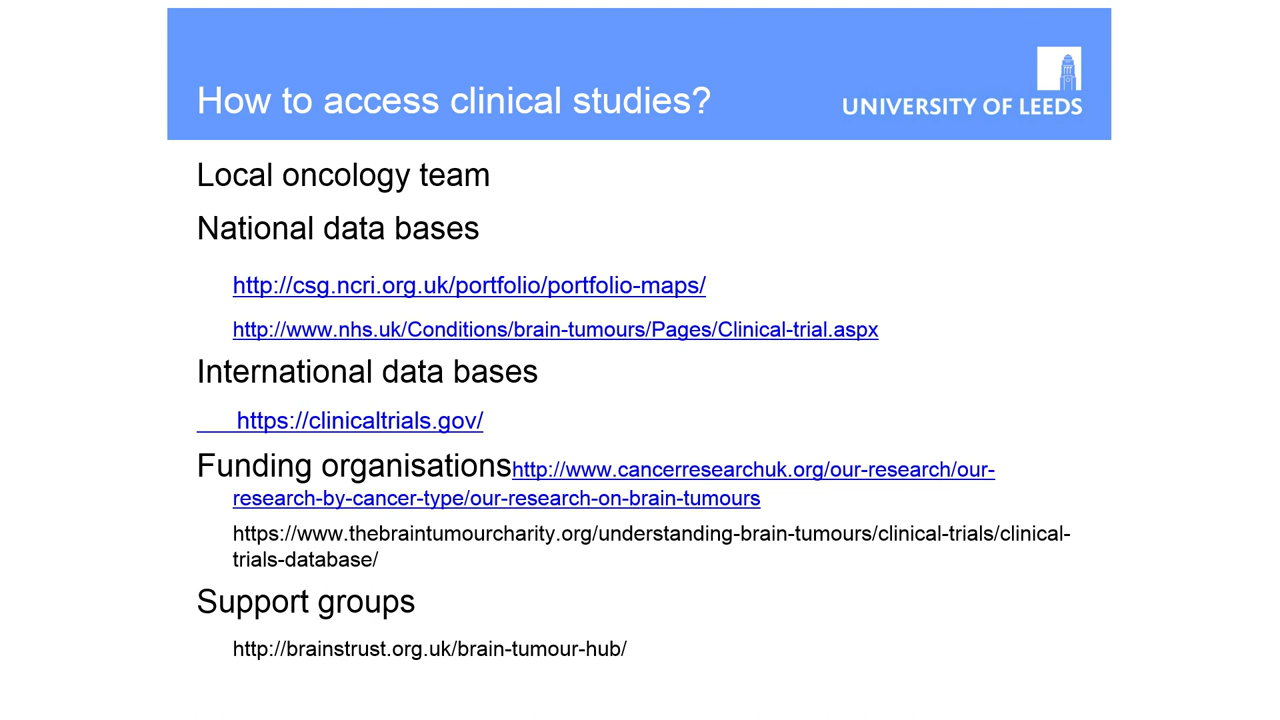 How to access clinical studies?
UNIVERSITY OF LEEDS
Local oncology team
National data bases
http://csg.ncri.org.uk/portfolio/portfolio-maps/
http://www.nhs.uk/Conditions/brain-tumours/Pages/Clinical-trial.aspx
International data bases
https://clinicaltrials.gov/
Funding organisationshttp://www.cancerresearchuk.org/our-research/our-
research-by-cancer-type/our-research-on-brain-tumours
https://www.thebraintumourcharity.org/understanding-brain-tumours/clinical-trials/clinical-
trials-database/
Support groups
http://brainstrust.org.uk/brain-tumour-hub/